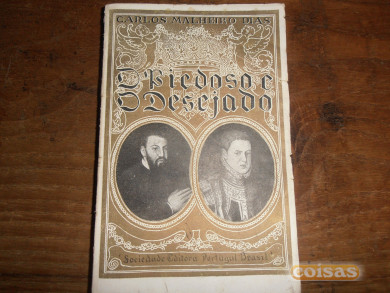 CARLOS MALHEIRO DIAS
O Piedoso e
O Desejado
Sociedade Editora Portugal Brasil
coisas